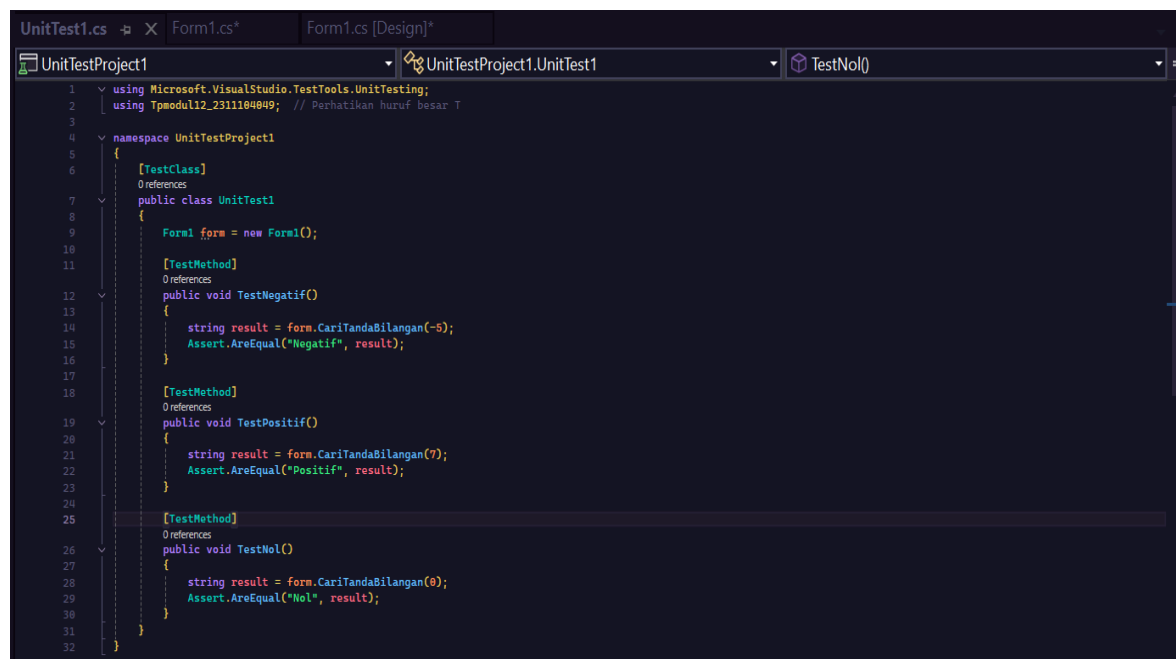 UnitTest1.cs Form1.cs* Form1.cs [Design]*
UnitTestProject1 UnitTestProject1.UnitTest1 TestNol()
1 using Microsoft.VisualStudio.TestTools.UnitTesting;
2 using Tpmodul12_2311104049; // Perhatikan huruf besar T
3
4 namespace UnitTestProject1
5 {
6 [TestClass]
0 references
7 public class UnitTest1
8 {
9 Form1 form = new Form1();
10
11 [TestMethod]
0 references
12 public void TestNegatif()
13 {
14 string result = form.CariTandaBilangan(-5);
15 Assert.AreEqual("Negatif", result);
16 }
17
18 [TestMethod]
0 references
19 public void TestPositif()
20 {
21 string result = form.CariTandaBilangan(7);
22 Assert.AreEqual("Positif", result);
23 }
24
25 [TestMethod]
0 references
26 public void TestNol()
27 {
28 string result = form.CariTandaBilangan(0);
29 Assert.AreEqual("Nol", result);
30 }
31 }
32 }